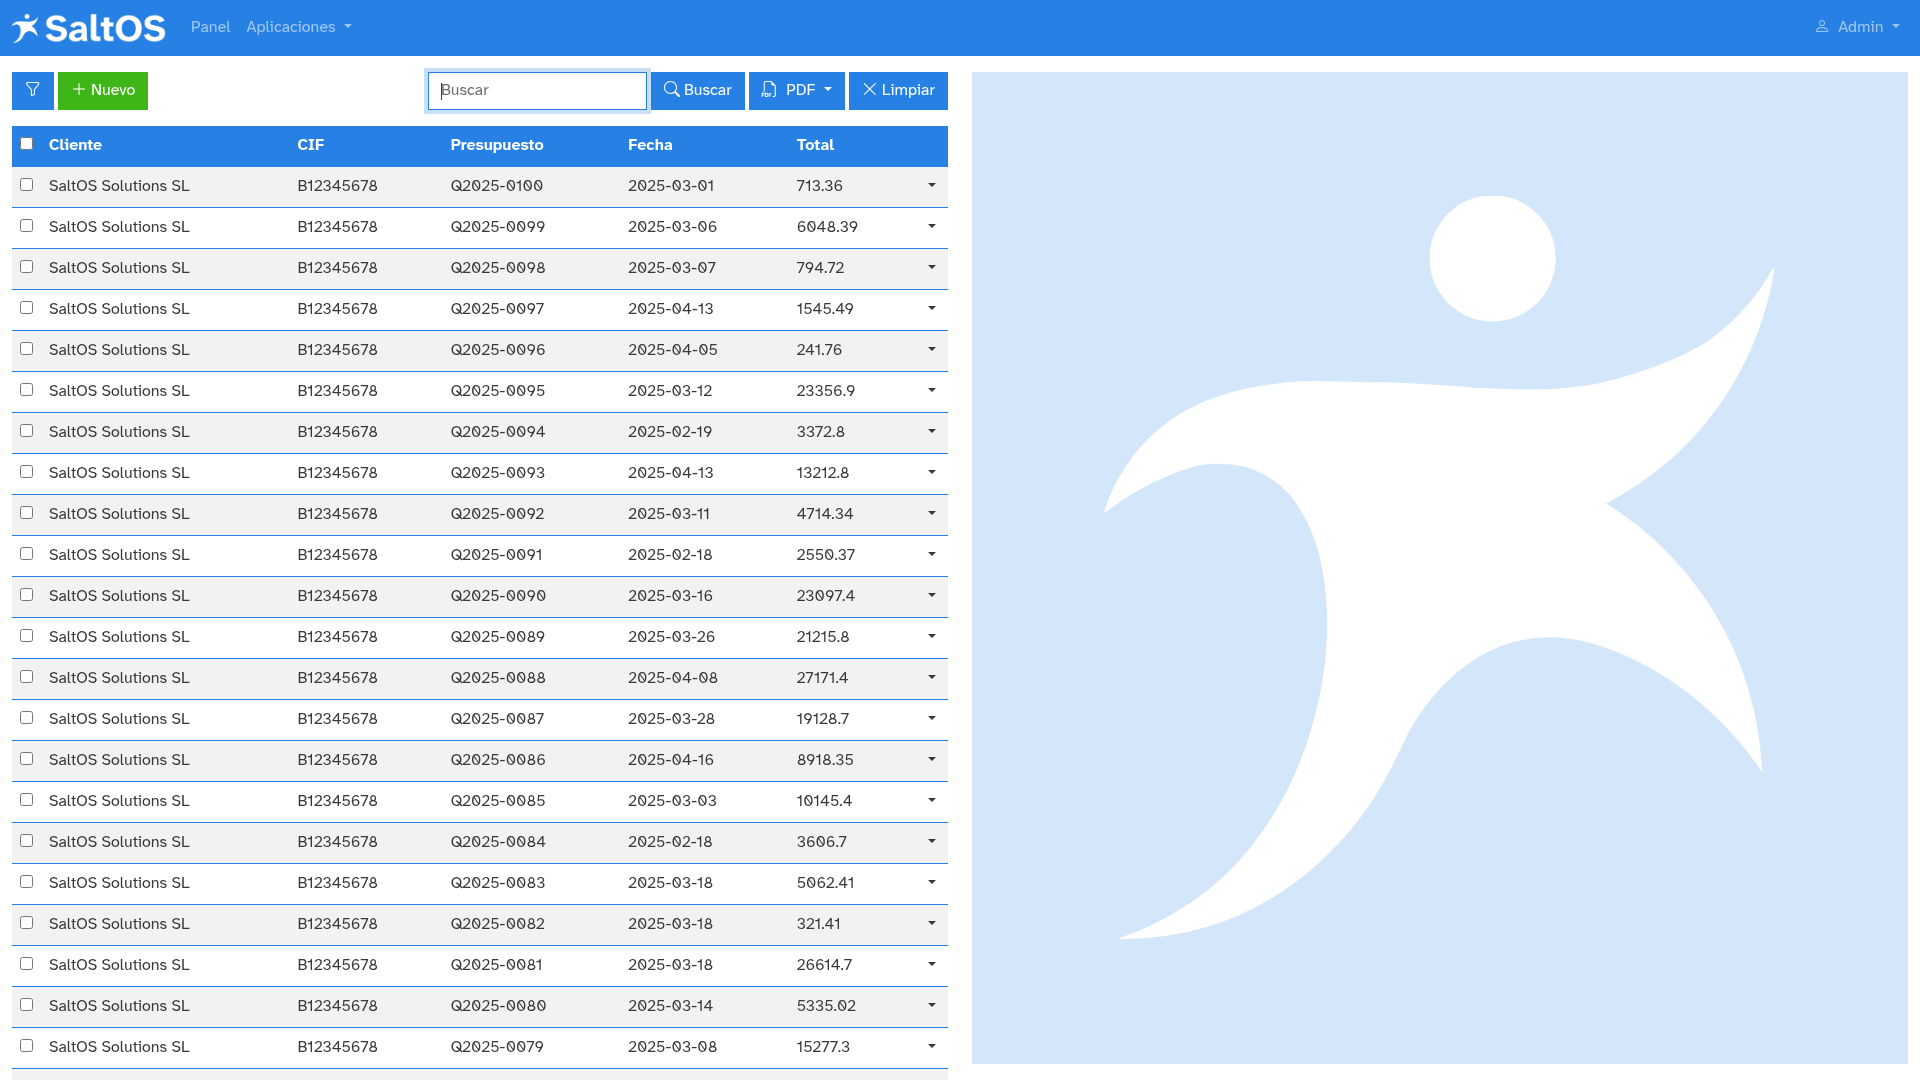 SaltOS Panel Aplicaciones Admin
Nuevo Buscar Buscar PDF PDF Limpiar
Cliente CIF Presupuesto Fecha Total
SaltOS Solutions SL B12345678 Q2025-0100 2025-03-01 713.36
SaltOS Solutions SL B12345678 Q2025-0099 2025-03-06 6048.39
SaltOS Solutions SL B12345678 Q2025-0098 2025-03-07 794.72
SaltOS Solutions SL B12345678 Q2025-0097 2025-04-13 1545.49
SaltOS Solutions SL B12345678 Q2025-0096 2025-04-05 241.76
SaltOS Solutions SL B12345678 Q2025-0095 2025-03-12 23356.9
SaltOS Solutions SL B12345678 Q2025-0094 2025-02-19 3372.8
SaltOS Solutions SL B12345678 Q2025-0093 2025-04-13 13212.8
SaltOS Solutions SL B12345678 Q2025-0092 2025-03-11 4714.34
SaltOS Solutions SL B12345678 Q2025-0091 2025-02-18 2550.37
SaltOS Solutions SL B12345678 Q2025-0090 2025-03-16 23097.4
SaltOS Solutions SL B12345678 Q2025-0089 2025-03-26 21215.8
SaltOS Solutions SL B12345678 Q2025-0088 2025-04-08 27171.4
SaltOS Solutions SL B12345678 Q2025-0087 2025-03-28 19128.7
SaltOS Solutions SL B12345678 Q2025-0086 2025-04-16 8918.35
SaltOS Solutions SL B12345678 Q2025-0085 2025-03-03 10145.4
SaltOS Solutions SL B12345678 Q2025-0084 2025-02-18 3606.7
SaltOS Solutions SL B12345678 Q2025-0083 2025-03-18 5062.41
SaltOS Solutions SL B12345678 Q2025-0082 2025-03-18 321.41
SaltOS Solutions SL B12345678 Q2025-0081 2025-03-18 26614.7
SaltOS Solutions SL B12345678 Q2025-0080 2025-03-14 5335.02
SaltOS Solutions SL B12345678 Q2025-0079 2025-03-08 15277.3